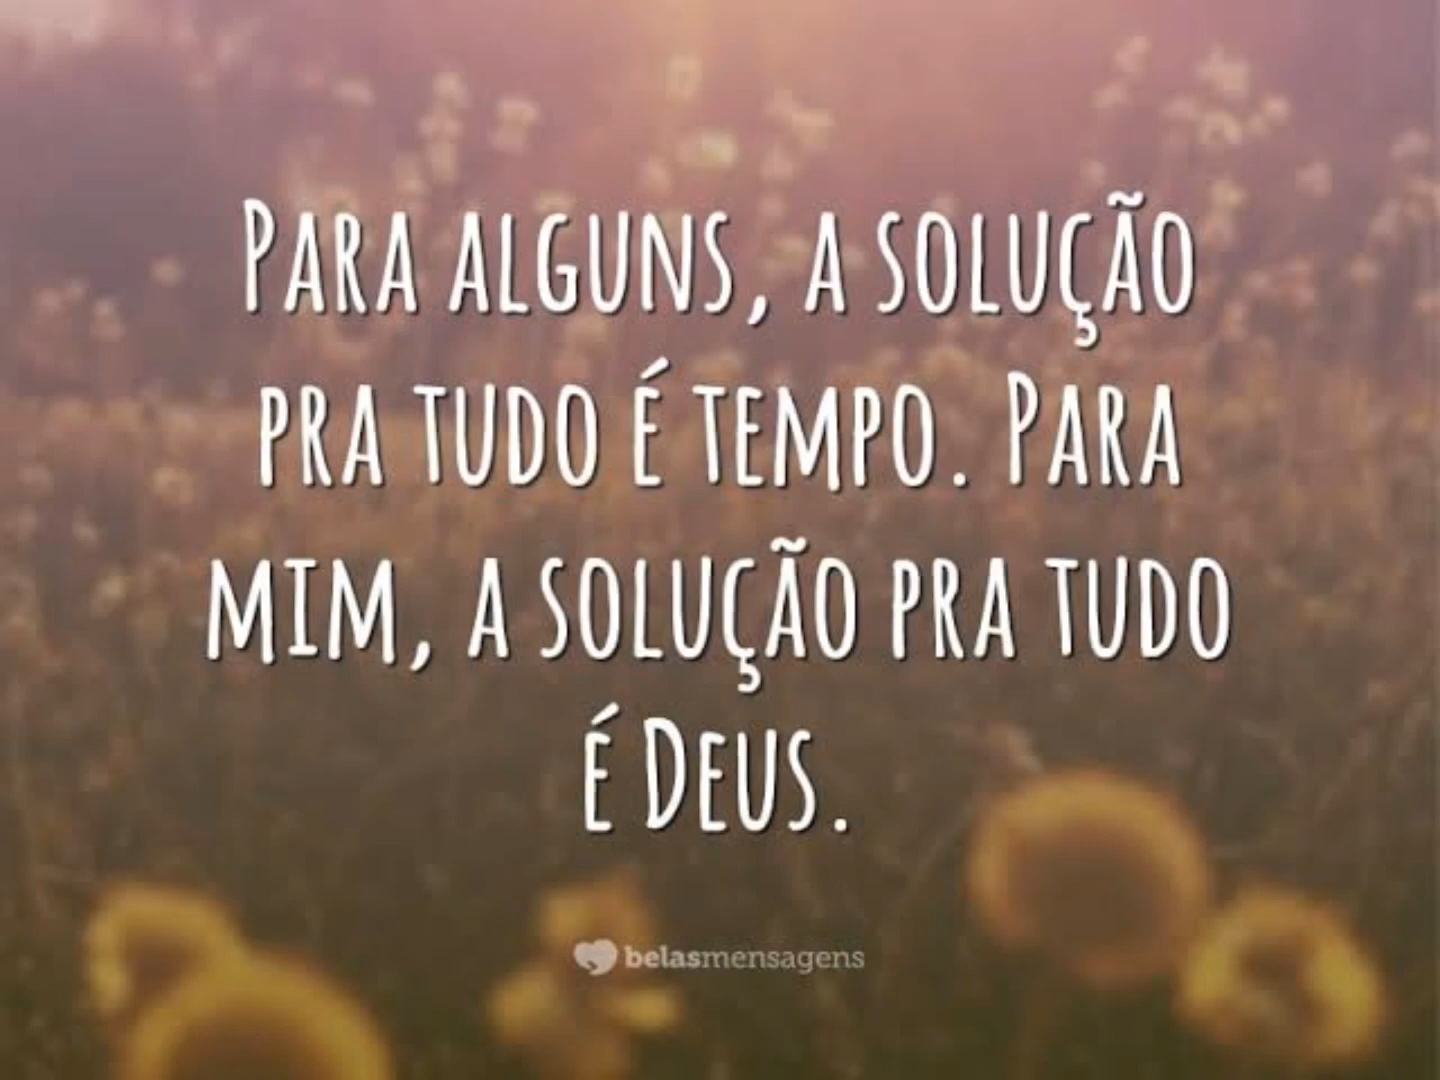 Para alguns, a solução
pra tudo é tempo. Para
mim, a solução pra tudo
é Deus.
belasmensagens